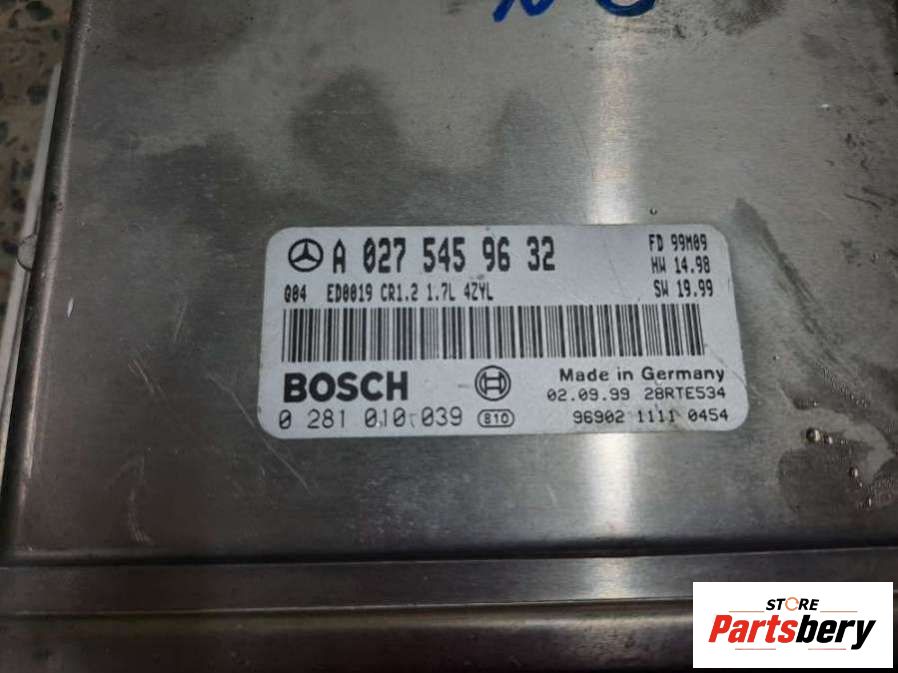 A 027 545 96 32
FD 99M09
HW 14.98
Q04 ED0019 CR1.2 1.7L 4ZYL
SW 19.99
BOSCH
Made in Germany
02.09.99 28RTE534
0 281 010 039 810
96902 1111 0454
STORE
Partsbery